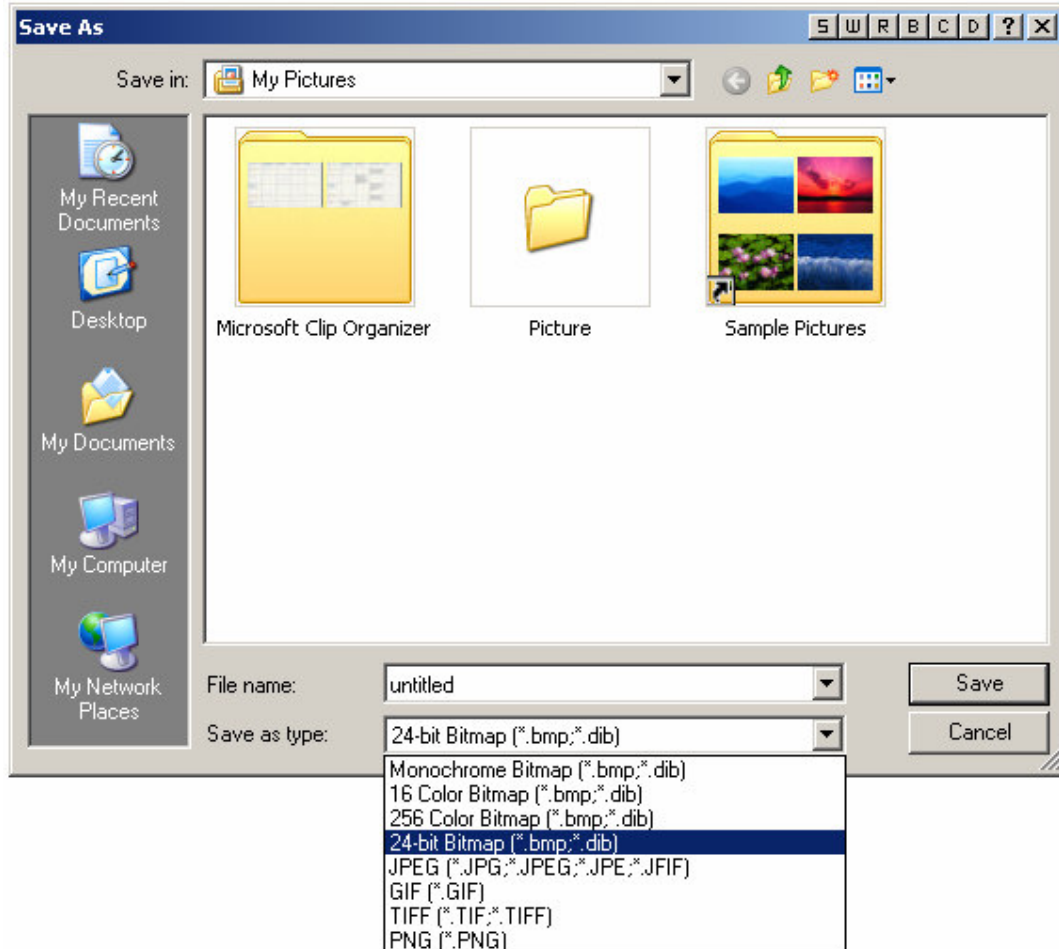 Save As
S W R B C D ? X
Save in: My Pictures
My Recent
Documents
Desktop
My Documents
My Computer
My Network
Places
Microsoft Clip Organizer
Picture
Sample Pictures
File name: untitled
Save
Save as type: 24-bit Bitmap (*.bmp;*.dib)
Cancel
Monochrome Bitmap (*.bmp;*.dib)
16 Color Bitmap (*.bmp;*.dib)
256 Color Bitmap (*.bmp;*.dib)
24-bit Bitmap (*.bmp;*.dib)
JPEG (*.JPG;*.JPEG;*.JPE;*.JFIF)
GIF (*.GIF)
TIFF (*.TIF;*.TIFF)
PNG (*.PNG)